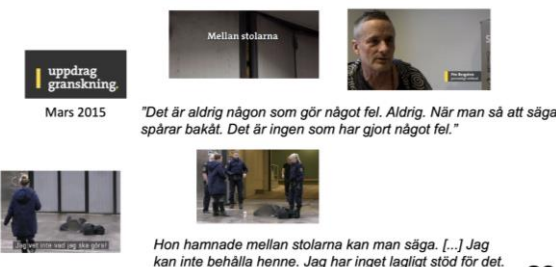 Mellan stolarna
uppdrag
granskning.
Mars 2015
"Det är aldrig någon som gör något fel. Aldrig. När man så att säga
spårar bakåt. Det är ingen som har gjort något fel."
Jag vet inte vad jag ska göra!
Hon hamnade mellan stolarna kan man säga. [...] Jag
kan inte behålla henne. Jag har inget lagligt stöd för det.